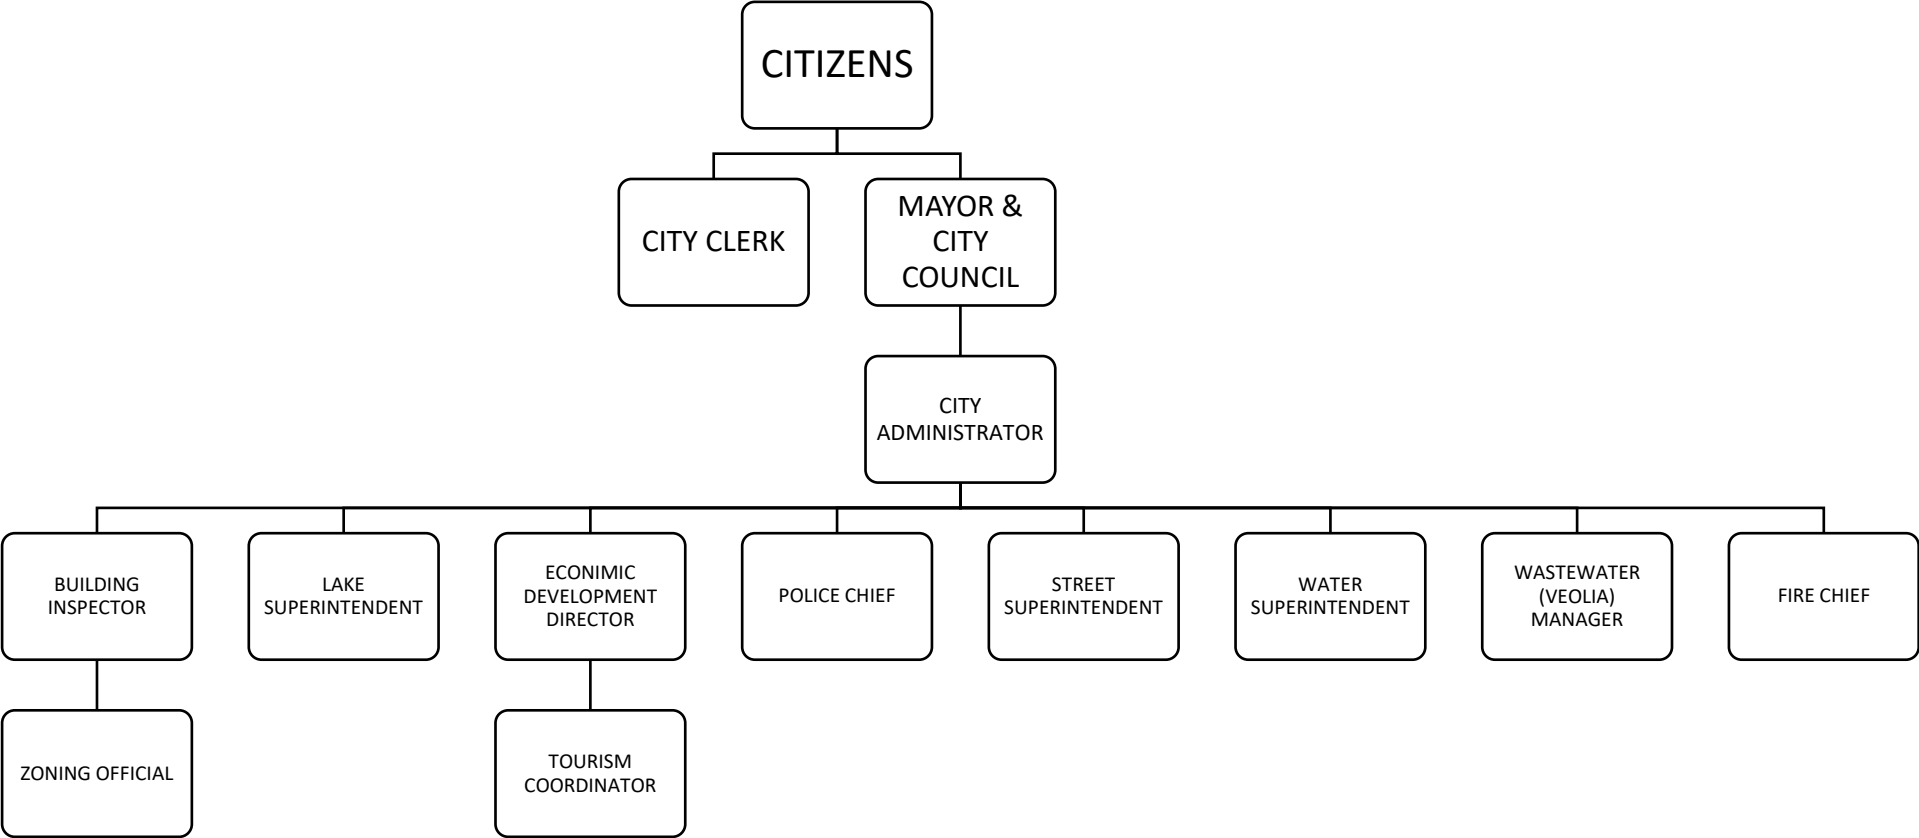 CITIZENS
CITY CLERK
MAYOR &
CITY
COUNCIL
CITY
ADMINISTRATOR
BUILDING
INSPECTOR
LAKE
SUPERINTENDENT
ECONIMIC
DEVELOPMENT
DIRECTOR
POLICE CHIEF
STREET
SUPERINTENDENT
WATER
SUPERINTENDENT
WASTEWATER
(VEOLIA)
MANAGER
FIRE CHIEF
ZONING OFFICIAL
TOURISM
COORDINATOR